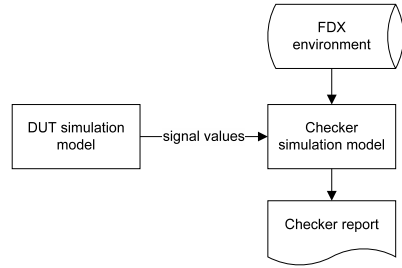 FDX
environment
DUT simulation
model
signal values
Checker
simulation model
Checker report